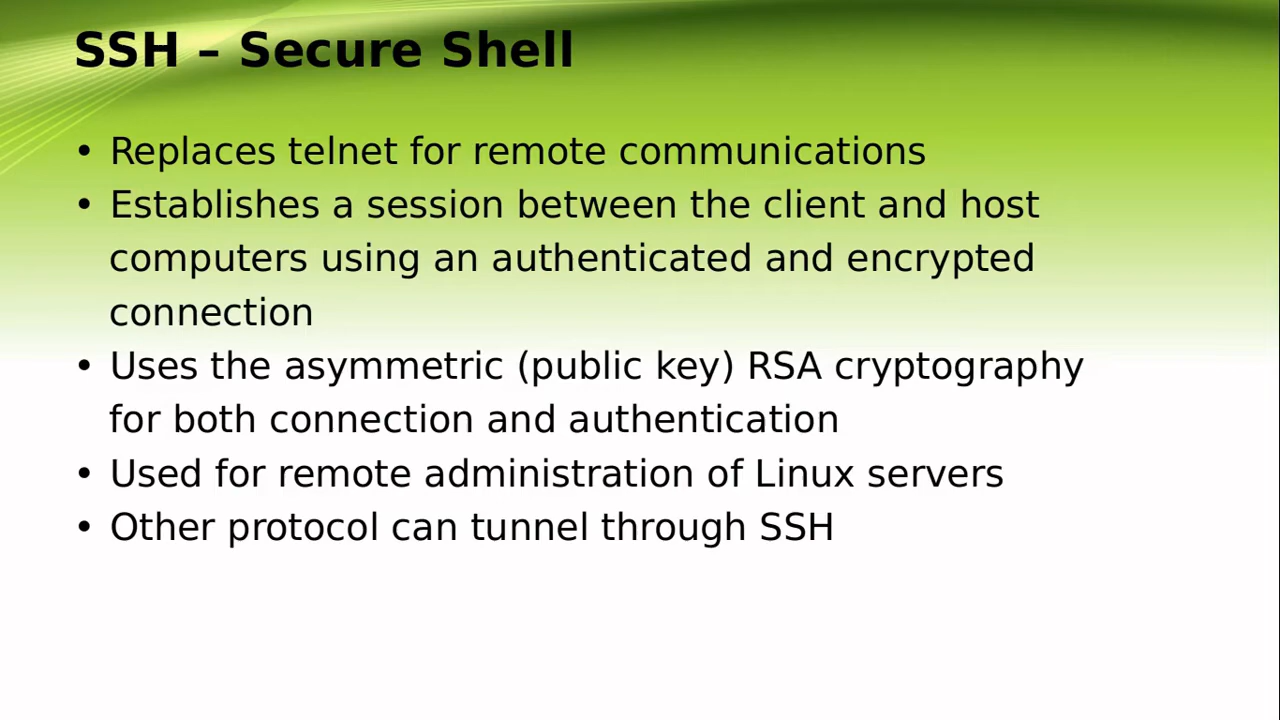 SSH – Secure Shell
• Replaces telnet for remote communications
• Establishes a session between the client and host
computers using an authenticated and encrypted
connection
• Uses the asymmetric (public key) RSA cryptography
for both connection and authentication
• Used for remote administration of Linux servers
• Other protocol can tunnel through SSH